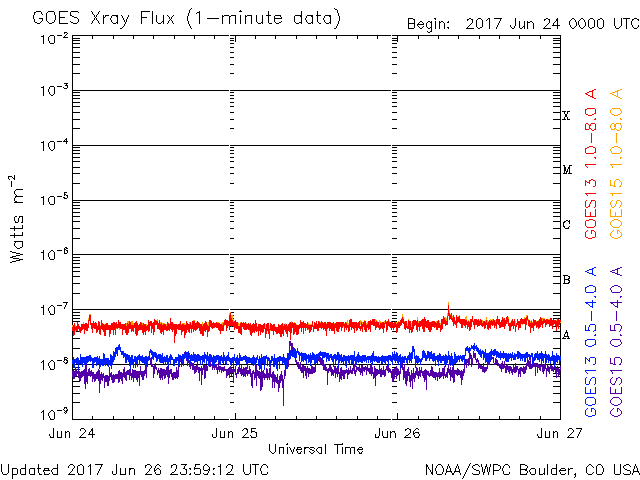 GOES Xray Flux (1-minute data)
Begin: 2017 Jun 24 0000 UTC
10⁻²
10⁻³
10⁻⁴
10⁻⁵
10⁻⁶
10⁻⁷
10⁻⁸
10⁻⁹
Watts m⁻²
X
M
C
B
A
GOES13 1.0-8.0 A
GOES15 1.0-8.0 A
GOES13 0.5-4.0 A
GOES15 0.5-4.0 A
Jun 24
Jun 25
Jun 26
Jun 27
Universal Time
Updated 2017 Jun 26 23:59:12 UTC
NOAA/SWPC Boulder, CO USA